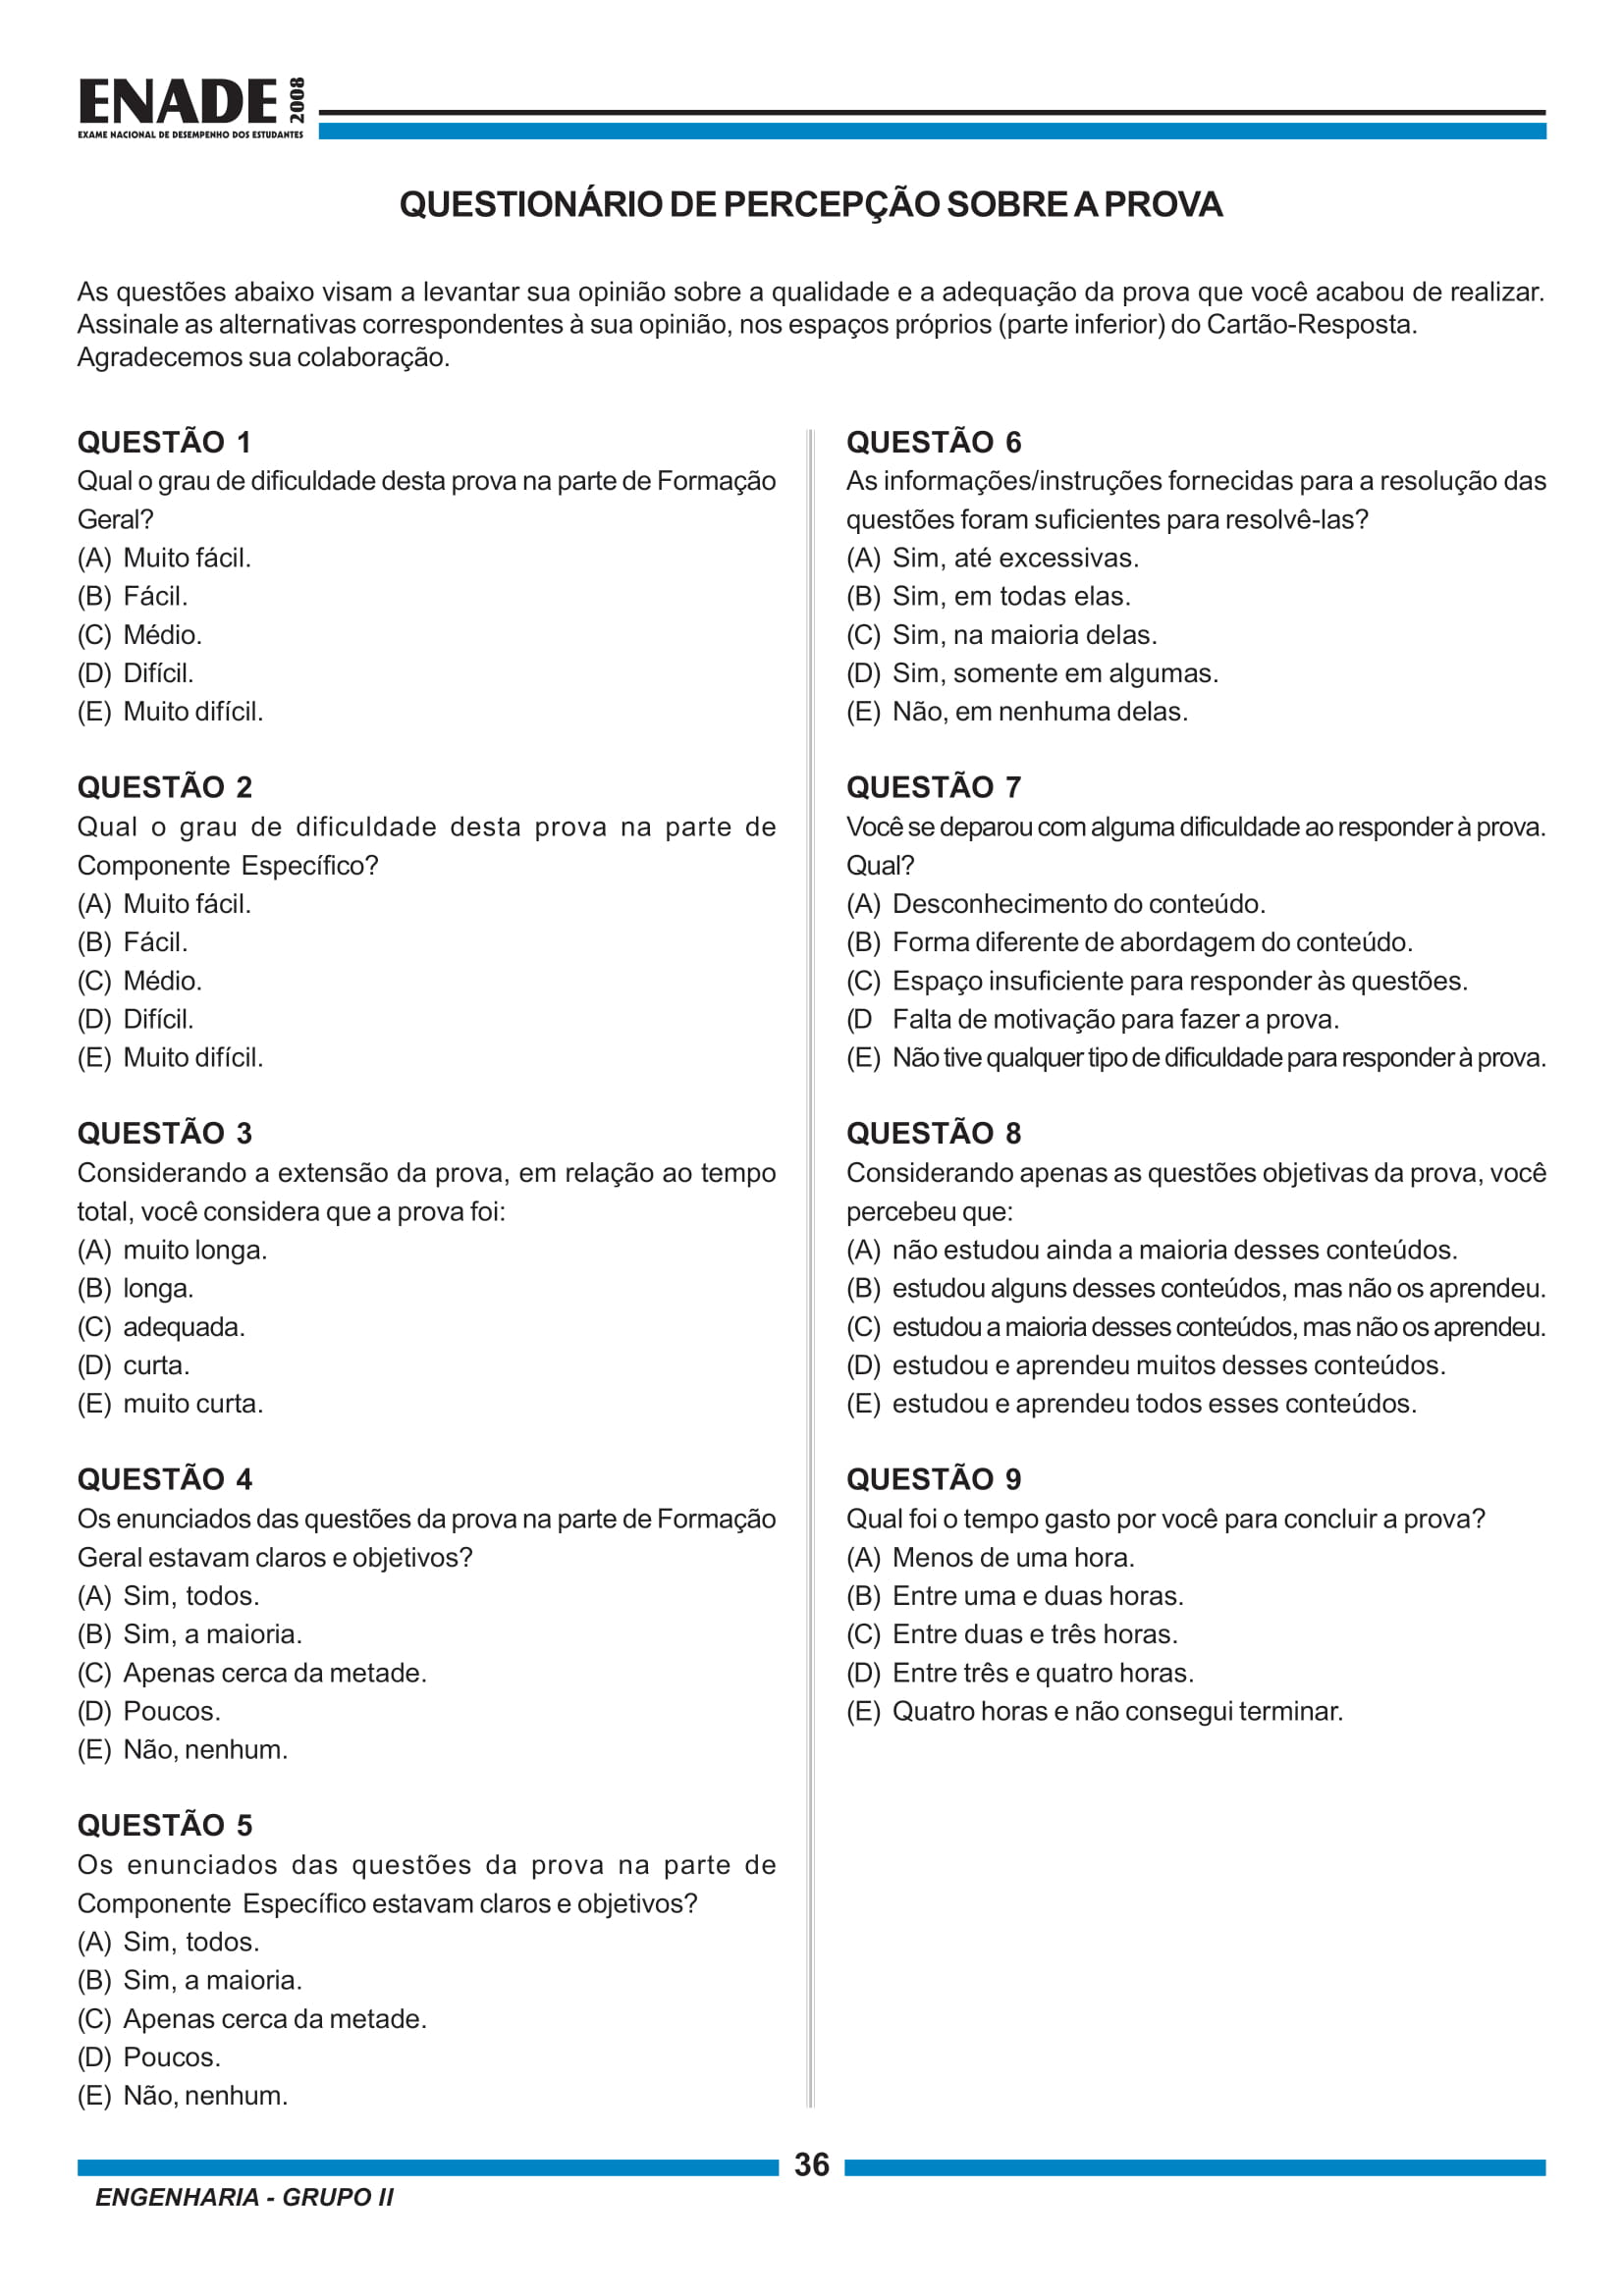 ENADE 2008
EXAME NACIONAL DE DESEMPENHO DOS ESTUDANTES
QUESTIONÁRIO DE PERCEPÇÃO SOBRE A PROVA
As questões abaixo visam a levantar sua opinião sobre a qualidade e a adequação da prova que você acabou de realizar.
Assinale as alternativas correspondentes à sua opinião, nos espaços próprios (parte inferior) do Cartão-Resposta.
Agradecemos sua colaboração.
QUESTÃO 1
Qual o grau de dificuldade desta prova na parte de Formação
Geral?
(A) Muito fácil.
(B) Fácil.
(C) Médio.
(D) Difícil.
(E) Muito difícil.
QUESTÃO 2
Qual o grau de dificuldade desta prova na parte de
Componente Específico?
(A) Muito fácil.
(B) Fácil.
(C) Médio.
(D) Difícil.
(E) Muito difícil.
QUESTÃO 3
Considerando a extensão da prova, em relação ao tempo
total, você considera que a prova foi:
(A) muito longa.
(B) longa.
(C) adequada.
(D) curta.
(E) muito curta.
QUESTÃO 4
Os enunciados das questões da prova na parte de Formação
Geral estavam claros e objetivos?
(A) Sim, todos.
(B) Sim, a maioria.
(C) Apenas cerca da metade.
(D) Poucos.
(E) Não, nenhum.
QUESTÃO 5
Os enunciados das questões da prova na parte de
Componente Específico estavam claros e objetivos?
(A) Sim, todos.
(B) Sim, a maioria.
(C) Apenas cerca da metade.
(D) Poucos.
(E) Não, nenhum.
QUESTÃO 6
As informações/instruções fornecidas para a resolução das
questões foram suficientes para resolvê-las?
(A) Sim, até excessivas.
(B) Sim, em todas elas.
(C) Sim, na maioria delas.
(D) Sim, somente em algumas.
(E) Não, em nenhuma delas.
QUESTÃO 7
Você se deparou com alguma dificuldade ao responder à prova.
Qual?
(A) Desconhecimento do conteúdo.
(B) Forma diferente de abordagem do conteúdo.
(C) Espaço insuficiente para responder às questões.
(D Falta de motivação para fazer a prova.
(E) Não tive qualquer tipo de dificuldade para responder à prova.
QUESTÃO 8
Considerando apenas as questões objetivas da prova, você
percebeu que:
(A) não estudou ainda a maioria desses conteúdos.
(B) estudou alguns desses conteúdos, mas não os aprendeu.
(C) estudou a maioria desses conteúdos, mas não os aprendeu.
(D) estudou e aprendeu muitos desses conteúdos.
(E) estudou e aprendeu todos esses conteúdos.
QUESTÃO 9
Qual foi o tempo gasto por você para concluir a prova?
(A) Menos de uma hora.
(B) Entre uma e duas horas.
(C) Entre duas e três horas.
(D) Entre três e quatro horas.
(E) Quatro horas e não consegui terminar.
36
ENGENHARIA - GRUPO II